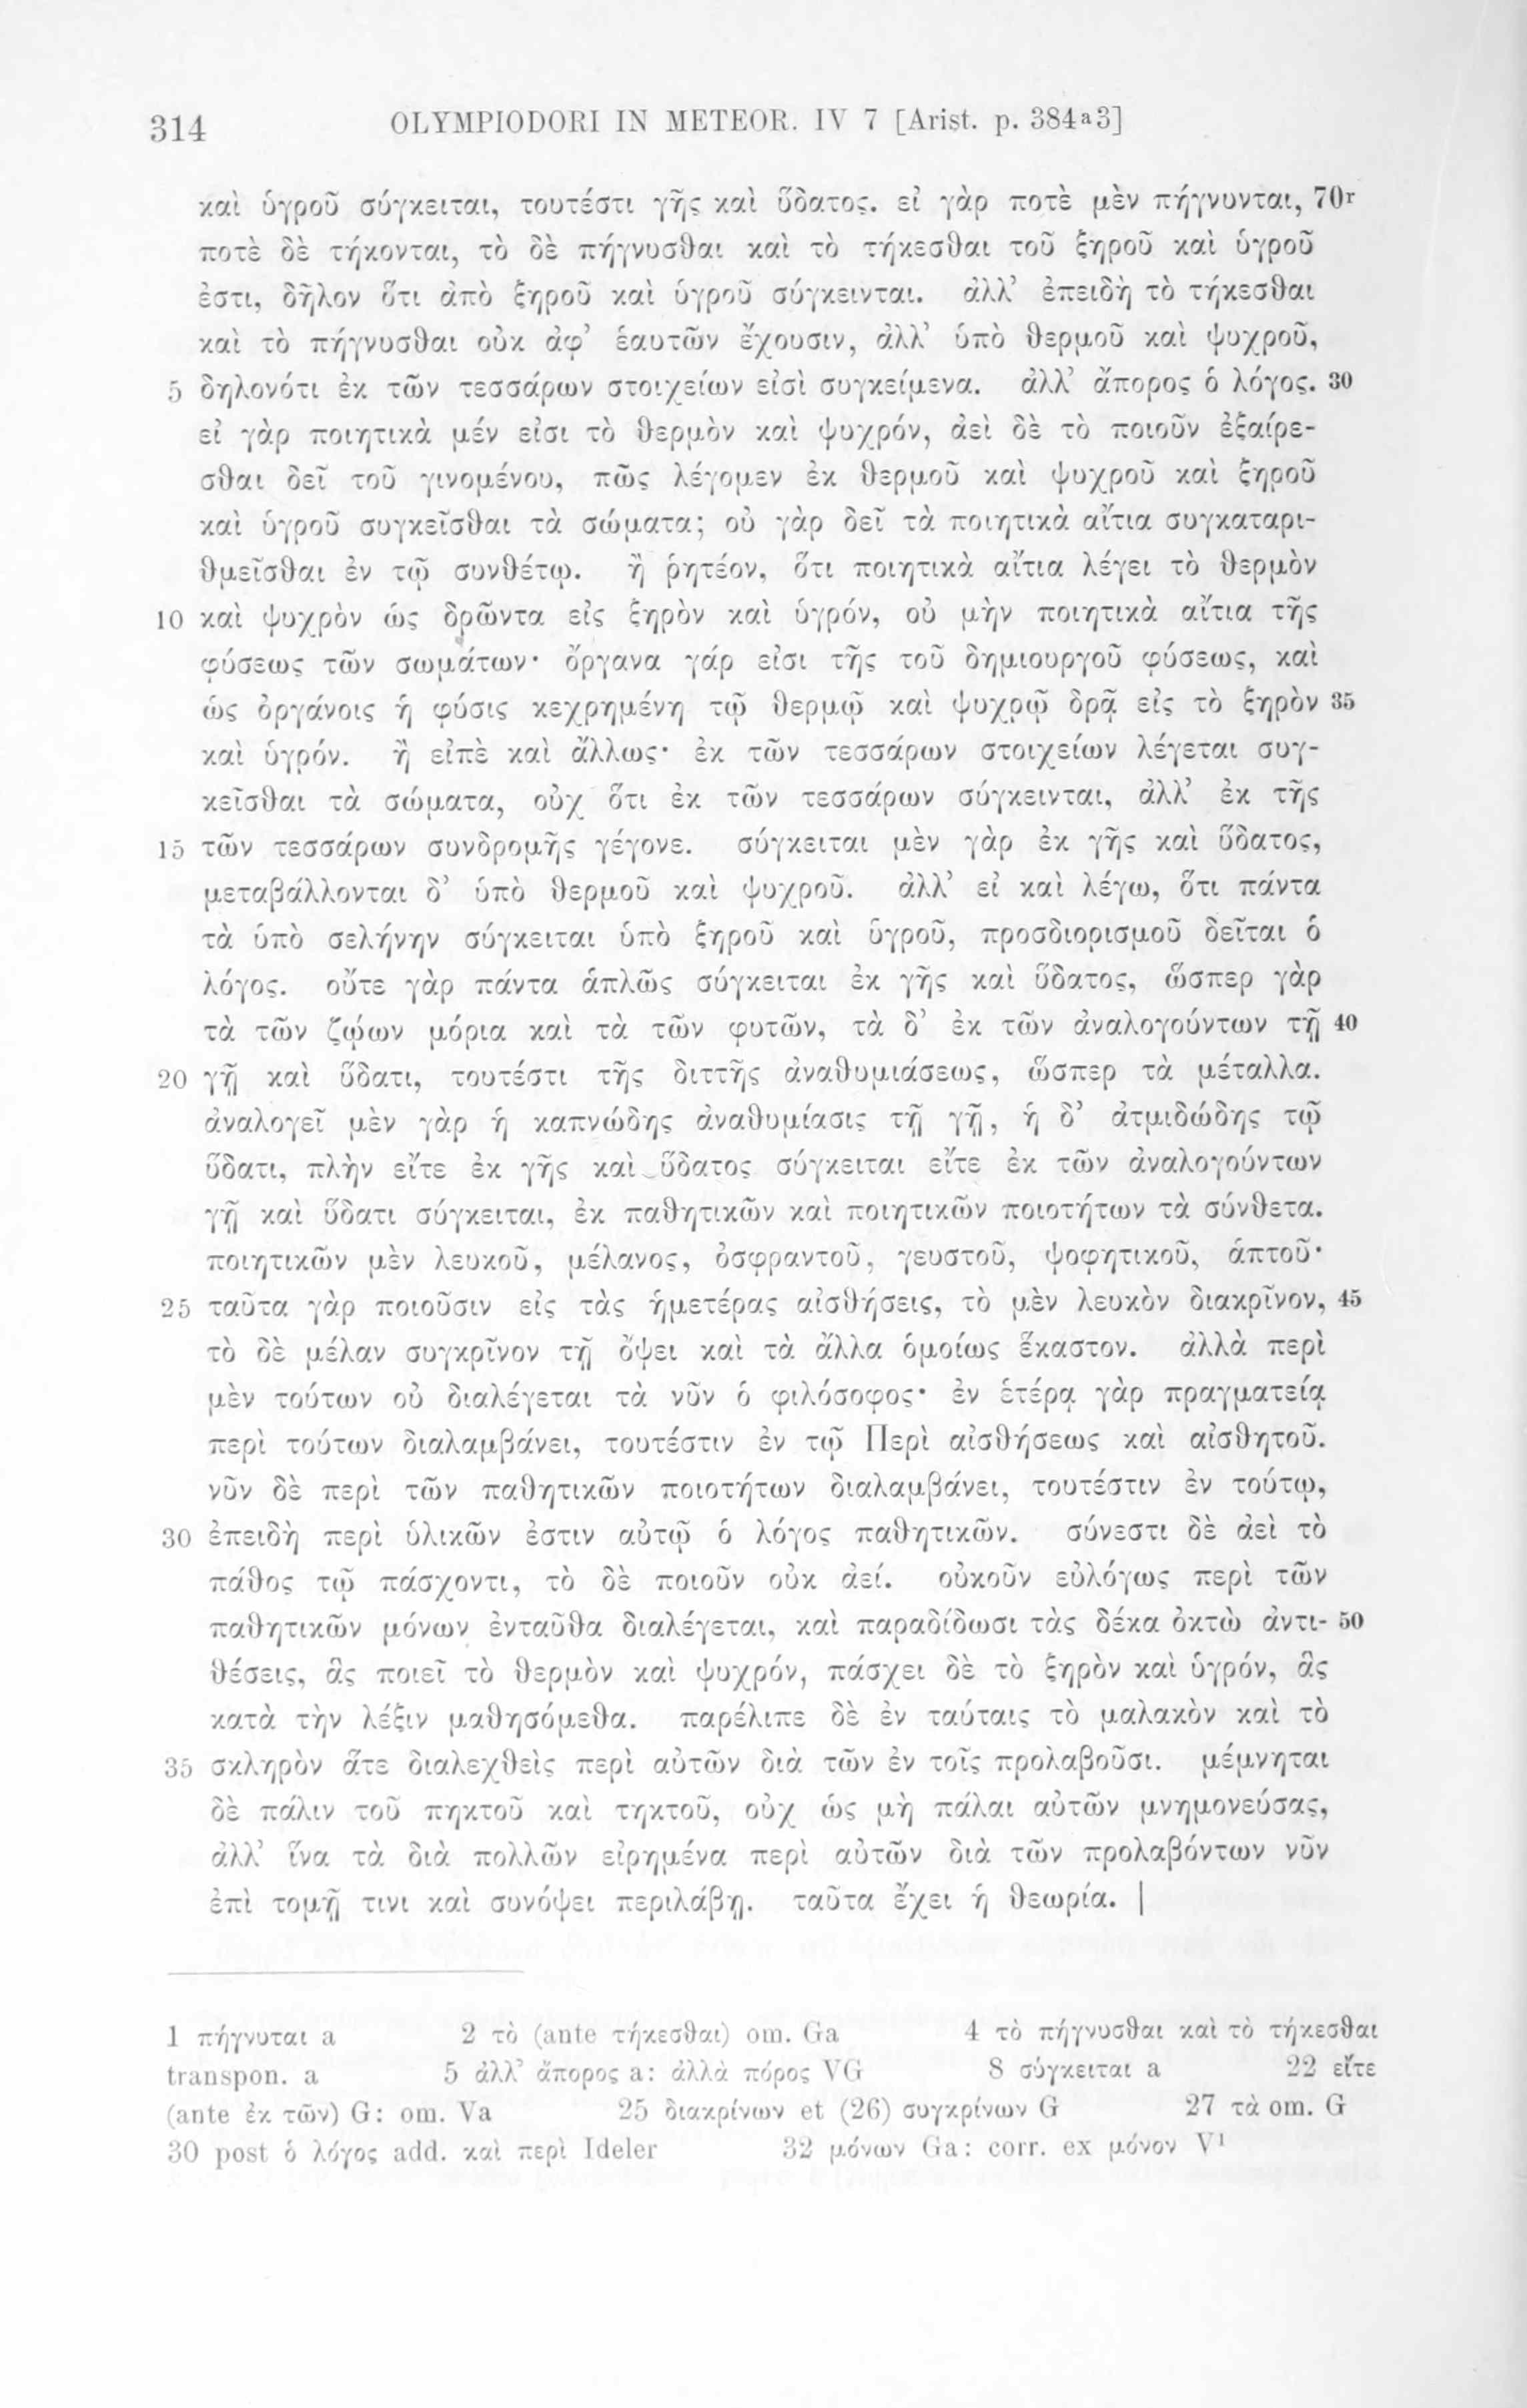 314 OLYMPIODORI IN METEOR. IV 7 [Arist. p. 384a3]
καὶ ὑγροῦ σύγκειται, τουτέστι γῆς καὶ ὕδατος. εἰ γὰρ ποτὲ μὲν πήγνυνται, 70r
ποτὲ δὲ τήκονται, τὸ δὲ πήγνυσθαι καὶ τὸ τήκεσθαι τοῦ ξηροῦ καὶ ὑγροῦ
ἐστι, δῆλον ὅτι ἀπὸ ξηροῦ καὶ ὑγροῦ σύγκεινται. ἀλλ’ ἐπειδὴ τὸ τήκεσθαι
καὶ τὸ πήγνυσθαι οὐκ ἀφ’ ἑαυτῶν ἔχουσιν, ἀλλ’ ὑπὸ θερμοῦ καὶ ψυχροῦ,
5 δηλονότι ἐκ τῶν τεσσάρων στοιχείων εἰσὶ συγκείμενα. ἀλλ’ ἄπορος ὁ λόγος. 30
εἰ γὰρ ποιητικὰ μέν εἰσι τὸ θερμὸν καὶ ψυχρόν, ἀεὶ δὲ τὸ ποιοῦν ἐξαίρε-
σθαι δεῖ τοῦ γινομένου, πῶς λέγομεν ἐκ θερμοῦ καὶ ψυχροῦ καὶ ξηροῦ
καὶ ὑγροῦ συγκεῖσθαι τὰ σώματα; οὐ γὰρ δεῖ τὰ ποιητικὰ αἴτια συγκαταρι-
θμεῖσθαι ἐν τῷ συνθέτῳ. ἢ ῥητέον, ὅτι ποιητικὰ αἴτια λέγει τὸ θερμὸν
10 καὶ ψυχρὸν ὡς δρῶντα εἰς ξηρὸν καὶ ὑγρόν, οὐ μὴν ποιητικὰ αἴτια τῆς
φύσεως τῶν σωμάτων· ὄργανα γάρ εἰσι τῆς τοῦ δημιουργοῦ φύσεως, καὶ
ὡς ὀργάνοις ἡ φύσις κεχρημένη τῷ θερμῷ καὶ ψυχρῷ δρᾷ εἰς τὸ ξηρὸν 35
καὶ ὑγρόν. ἢ εἰπὲ καὶ ἄλλως· ἐκ τῶν τεσσάρων στοιχείων λέγεται συγ-
κεῖσθαι τὰ σώματα, οὐχ ὅτι ἐκ τῶν τεσσάρων σύγκεινται, ἀλλ’ ἐκ τῆς
15 τῶν τεσσάρων συνδρομῆς γέγονε. σύγκειται μὲν γὰρ ἐκ γῆς καὶ ὕδατος,
μεταβάλλονται δ’ ὑπὸ θερμοῦ καὶ ψυχροῦ. ἀλλ’ εἰ καὶ λέγω, ὅτι πάντα
τὰ ὑπὸ σελήνην σύγκειται ὑπὸ ξηροῦ καὶ ὑγροῦ, προσδιορισμοῦ δεῖται ὁ
λόγος. οὔτε γὰρ πάντα ἁπλῶς σύγκειται ἐκ γῆς καὶ ὕδατος, ὥσπερ γὰρ
τὰ τῶν ζῴων μόρια καὶ τὰ τῶν φυτῶν, τὰ δ’ ἐκ τῶν ἀναλογούντων τῇ 40
20 γῇ καὶ ὕδατι, τουτέστι τῆς διττῆς ἀναθυμιάσεως, ὥσπερ τὰ μέταλλα.
ἀναλογεῖ μὲν γὰρ ἡ καπνώδης ἀναθυμίασις τῇ γῇ, ἡ δ’ ἀτμιδώδης τῷ
ὕδατι, πλὴν εἴτε ἐκ γῆς καὶ ὕδατος σύγκειται εἴτε ἐκ τῶν ἀναλογούντων
γῇ καὶ ὕδατι σύγκειται, ἐκ παθητικῶν καὶ ποιητικῶν ποιοτήτων τὰ σύνθετα.
ποιητικῶν μὲν λευκοῦ, μέλανος, ὀσφραντοῦ, γευστοῦ, ψοφητικοῦ, ἁπτοῦ·
25 ταῦτα γὰρ ποιοῦσιν εἰς τὰς ἡμετέρας αἰσθήσεις, τὸ μὲν λευκὸν διακρῖνον, 45
τὸ δὲ μέλαν συγκρῖνον τῇ ὄψει καὶ τὰ ἄλλα ὁμοίως ἕκαστον. ἀλλὰ περὶ
μὲν τούτων οὐ διαλέγεται τὰ νῦν ὁ φιλόσοφος· ἐν ἑτέρᾳ γὰρ πραγματείᾳ
περὶ τούτων διαλαμβάνει, τουτέστιν ἐν τῷ Περὶ αἰσθήσεως καὶ αἰσθητοῦ.
νῦν δὲ περὶ τῶν παθητικῶν ποιοτήτων διαλαμβάνει, τουτέστιν ἐν τούτῳ,
30 ἐπειδὴ περὶ ὑλικῶν ἐστιν αὐτῷ ὁ λόγος παθητικῶν. σύνεστι δὲ ἀεὶ τὸ
πάθος τῷ πάσχοντι, τὸ δὲ ποιοῦν οὐκ ἀεί. οὐκοῦν εὐλόγως περὶ τῶν
παθητικῶν μόνων ἐνταῦθα διαλέγεται, καὶ παραδίδωσι τὰς δέκα ὀκτὼ ἀντι- 50
θέσεις, ἃς ποιεῖ τὸ θερμὸν καὶ ψυχρόν, πάσχει δὲ τὸ ξηρὸν καὶ ὑγρόν, ἃς
κατὰ τὴν λέξιν μαθησόμεθα. παρέλιπε δὲ ἐν ταύταις τὸ μαλακὸν καὶ τὸ
35 σκληρὸν ἅτε διαλεχθεὶς περὶ αὐτῶν διὰ τῶν ἐν τοῖς προλαβοῦσι. μέμνηται
δὲ πάλιν τοῦ πηκτοῦ καὶ τηκτοῦ, οὐχ ὡς μὴ πάλαι αὐτῶν μνημονεύσας,
ἀλλ’ ἵνα τὰ διὰ πολλῶν εἰρημένα περὶ αὐτῶν διὰ τῶν προλαβόντων νῦν
ἐπὶ τομῇ τινι καὶ συνόψει περιλάβῃ. ταῦτα ἔχει ἡ θεωρία. |
1 πήγνυται a 2 τὸ (ante τήκεσθαι) om. Ga 4 τὸ πήγνυσθαι καὶ τὸ τήκεσθαι
transpon. a 5 ἀλλ’ ἄπορος a: ἀλλὰ πόρος VG 8 σύγκειται a 22 εἴτε
(ante ἐκ τῶν) G: om. Va 25 διακρίνων et (26) συγκρίνων G 27 τὰ om. G
30 post ὁ λόγος add. καὶ περὶ Ideler 32 μόνων Ga: corr. ex μόνον V¹